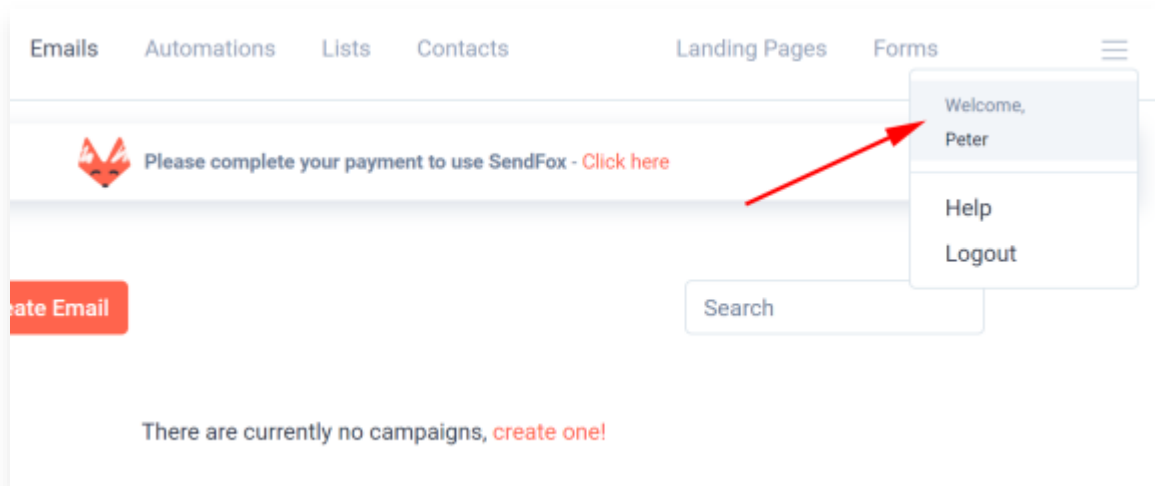 Emails Automations Lists Contacts Landing Pages Forms
Welcome,
Peter
Please complete your payment to use SendFox - Click here
Help
Logout
eate Email
Search
There are currently no campaigns, create one!